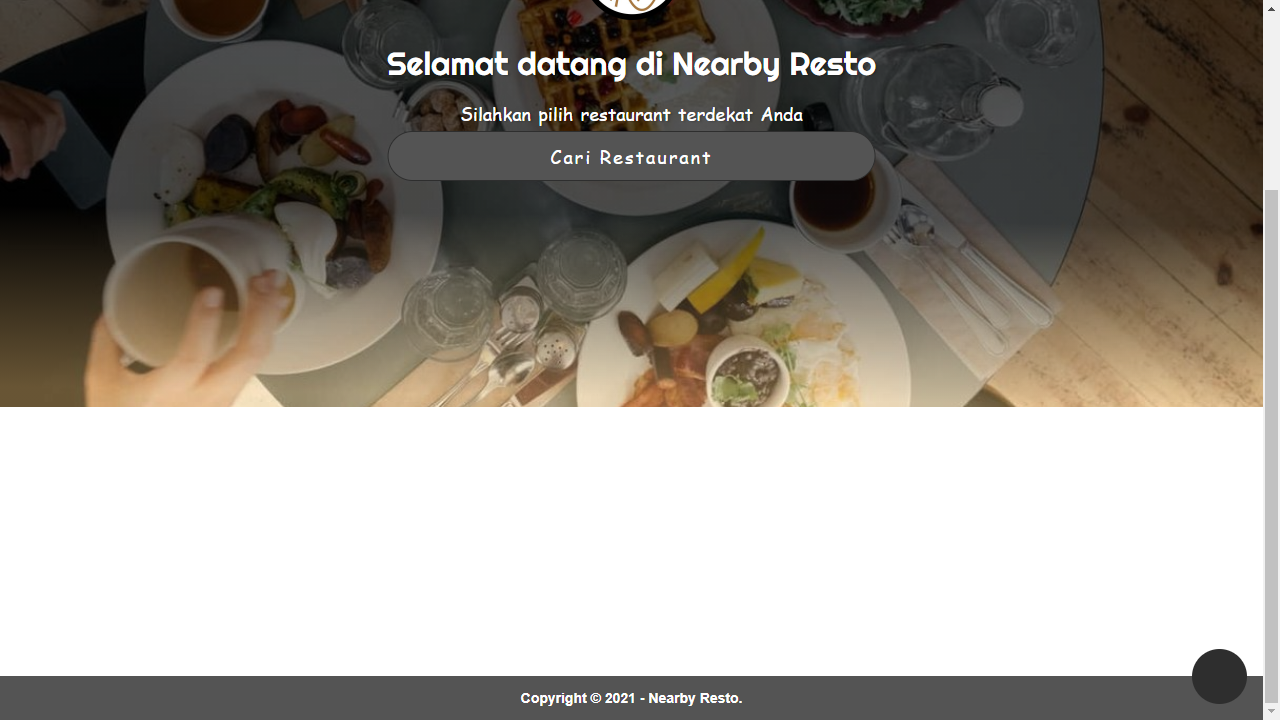 Selamat datang di Nearby Resto
Silahkan pilih restaurant terdekat Anda
Cari Restaurant
Copyright © 2021 - Nearby Resto.